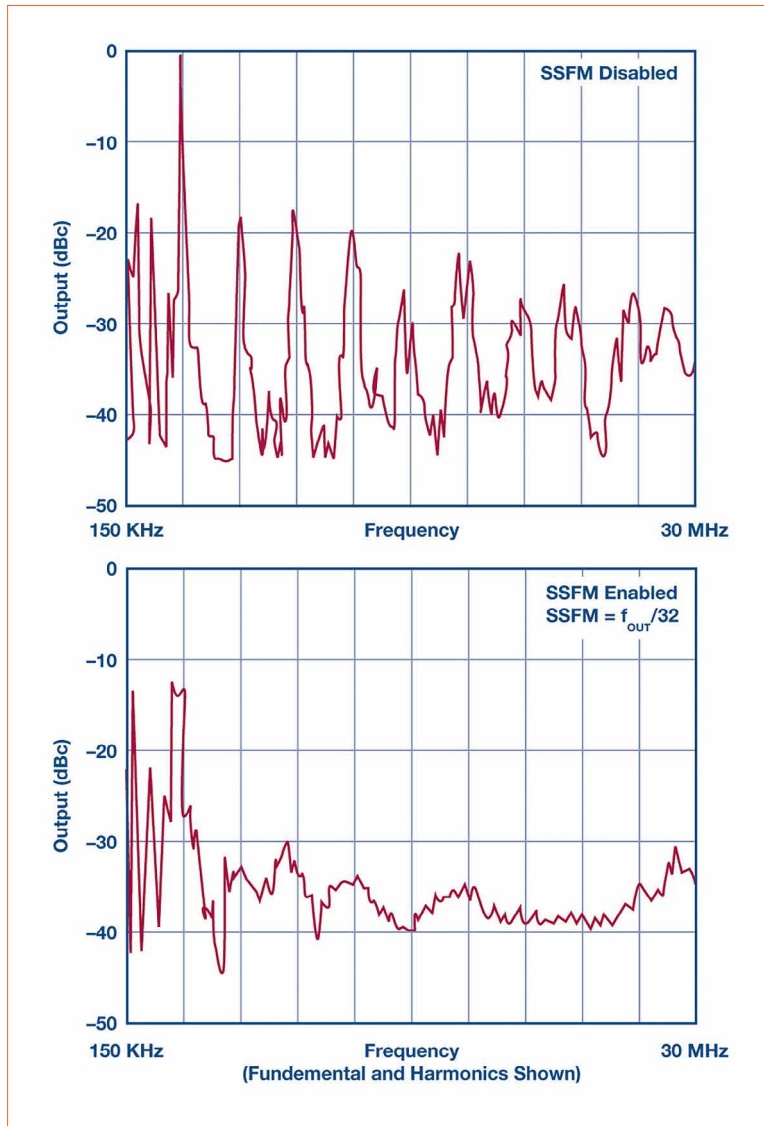 0
SSFM Disabled
–10
–20
–30
–40
–50
Output (dBc)
150 KHz Frequency 30 MHz
0
SSFM Enabled
SSFM = fOUT/32
–10
–20
–30
–40
–50
Output (dBc)
150 KHz Frequency 30 MHz
(Fundemental and Harmonics Shown)